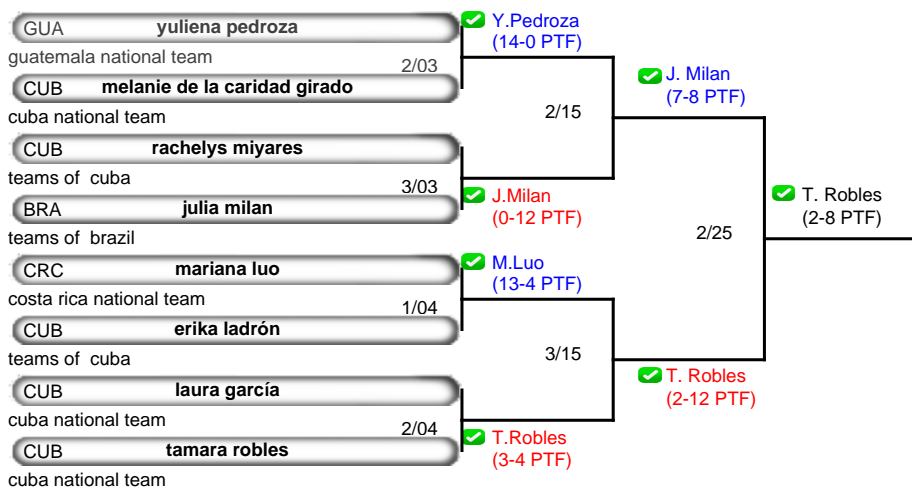 GUA yuliena pedroza
guatemala national team
2/03
CUB melanie de la caridad girado
cuba national team
CUB rachelys miyares
teams of cuba
3/03
BRA julia milan
teams of brazil
CRC mariana luo
costa rica national team
1/04
CUB erika ladrón
teams of cuba
CUB laura garcía
cuba national team
2/04
CUB tamara robles
cuba national team
Y.Pedroza
(14-0 PTF)
2/15
J.Milan
(0-12 PTF)
M.Luo
(13-4 PTF)
3/15
T.Robles
(3-4 PTF)
J. Milan
(7-8 PTF)
2/25
T. Robles
(2-12 PTF)
T. Robles
(2-8 PTF)